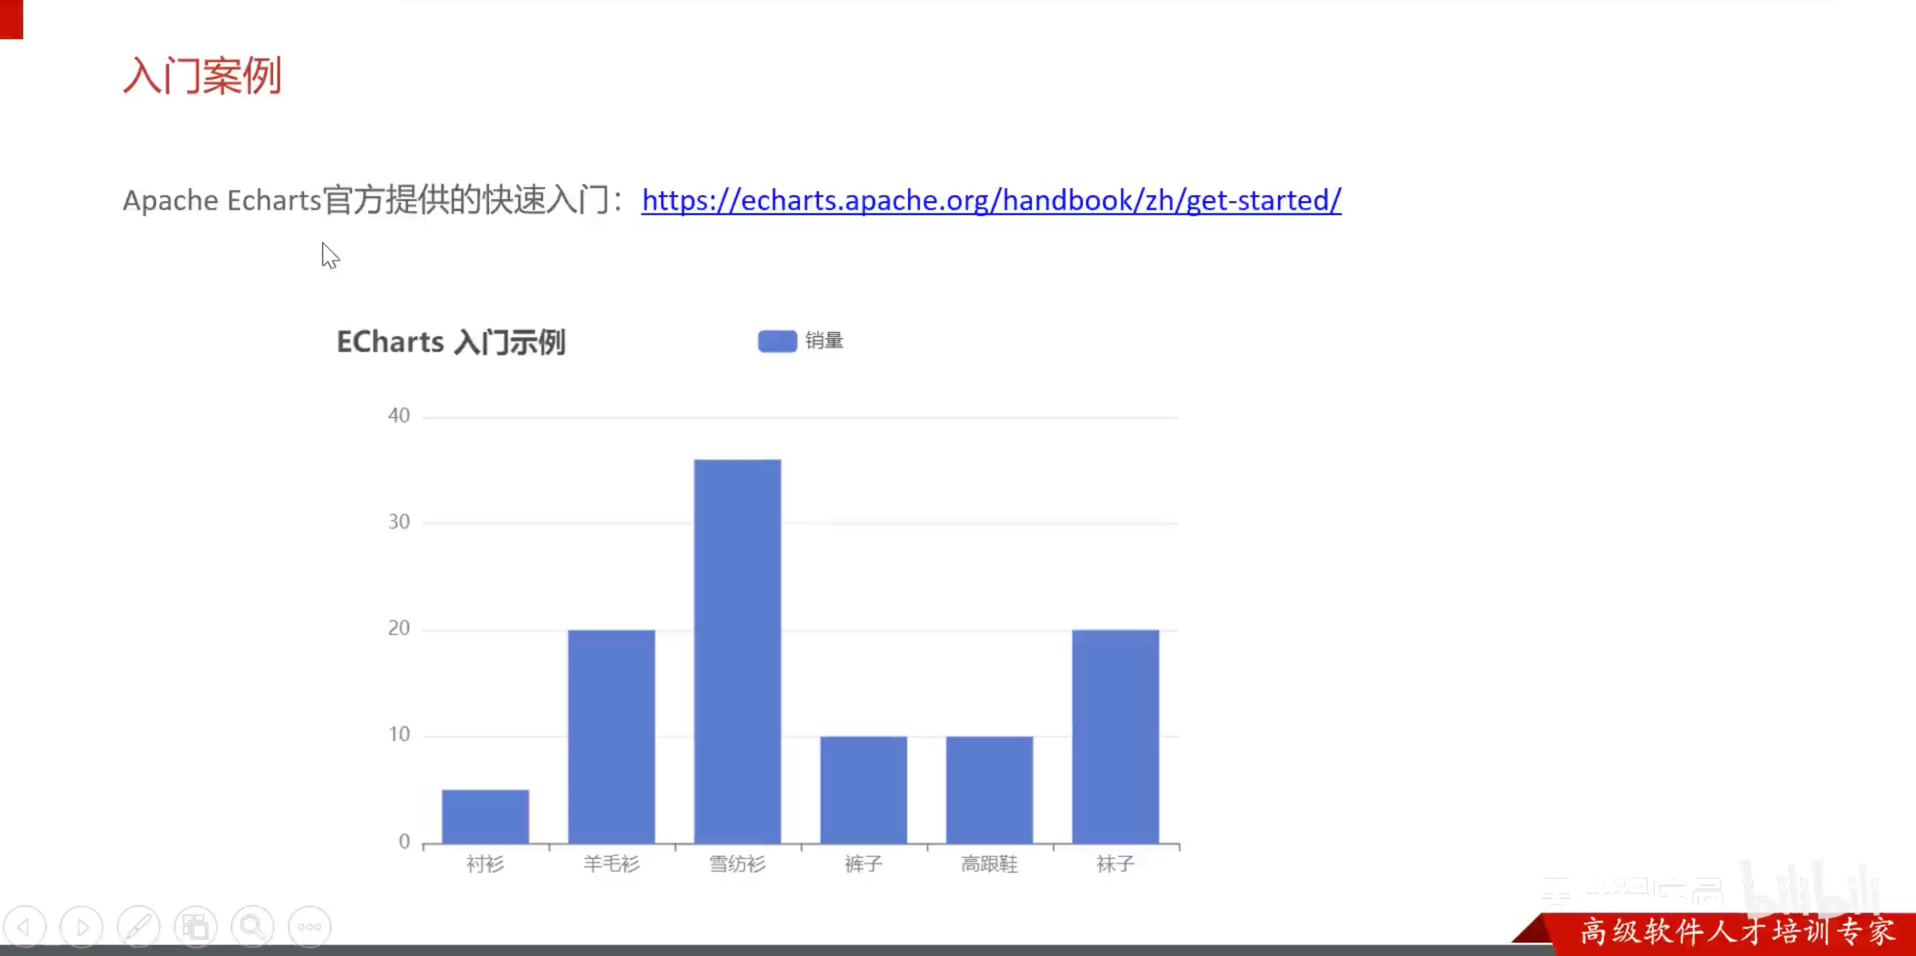 入门案例
Apache Echarts官方提供的快速入门：https://echarts.apache.org/handbook/zh/get-started/
ECharts 入门示例
销量
40
30
20
10
0
衬衫 羊毛衫 雪纺衫 裤子 高跟鞋 袜子
bilibili
高级软件人才培训专家